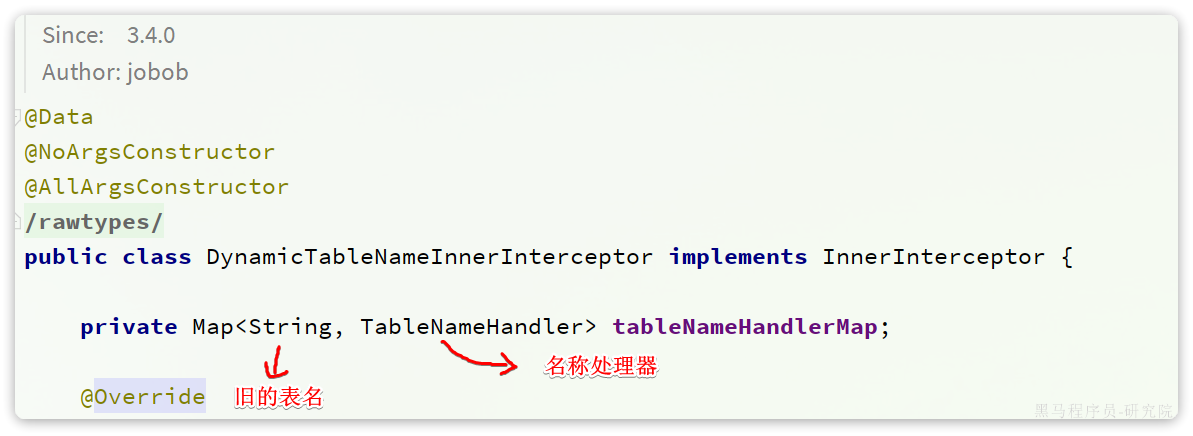 Since: 3.4.0
Author: jobob
@Data
@NoArgsConstructor
@AllArgsConstructor
/rawtypes/
public class DynamicTableNameInnerInterceptor implements InnerInterceptor {
private Map<String, TableNameHandler> tableNameHandlerMap;
名称处理器
@Override 旧的表名
黑马程序员-研究院